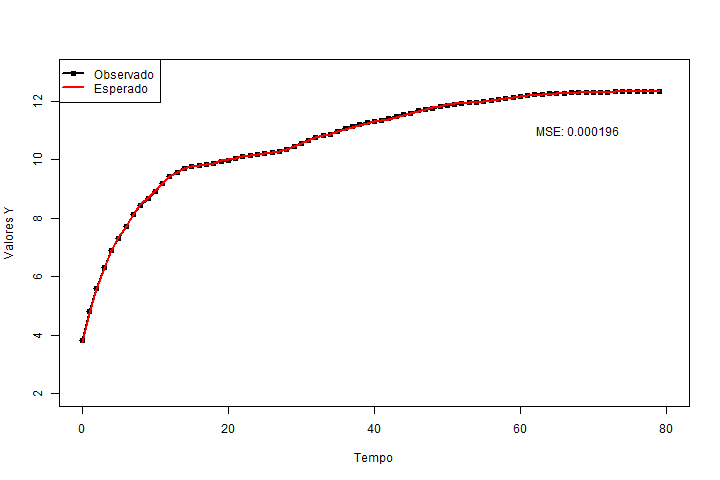 Observado
Esperado
MSE: 0.000196
Valores Y
12
10
8
6
4
2
0 20 40 60 80
Tempo